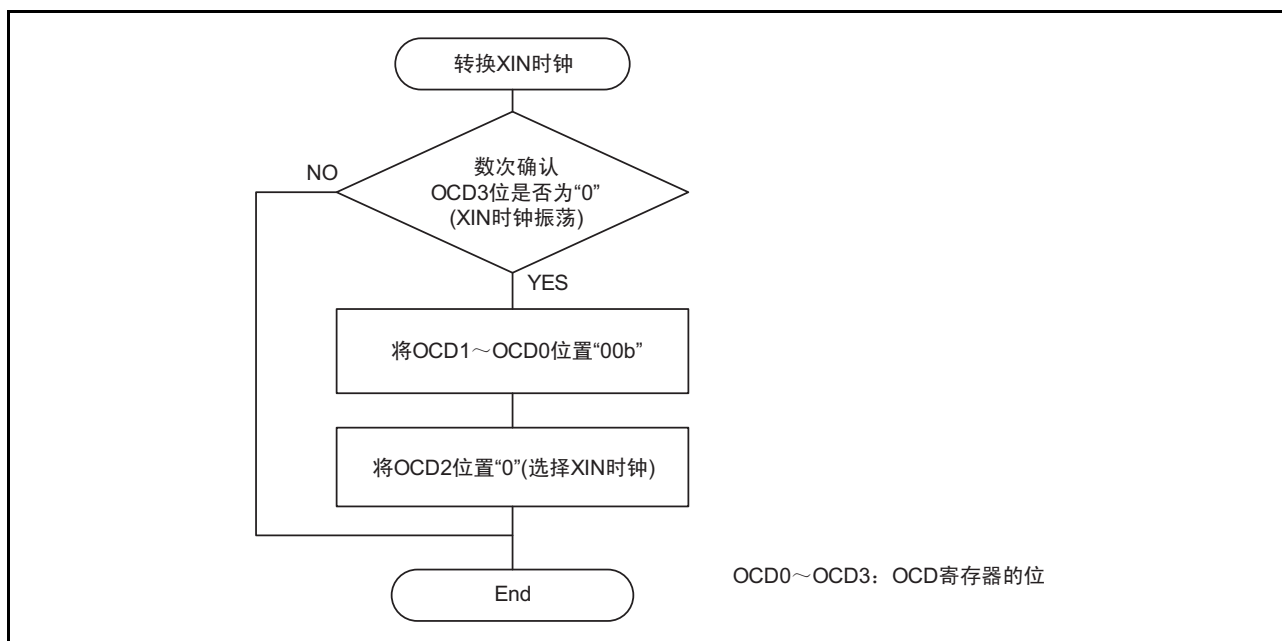 转换XIN时钟
数次确认
OCD3位是否为“0”
(XIN时钟振荡)
NO
YES
将OCD1～OCD0位置“00b”
将OCD2位置“0”(选择XIN时钟)
End
OCD0～OCD3：OCD寄存器的位